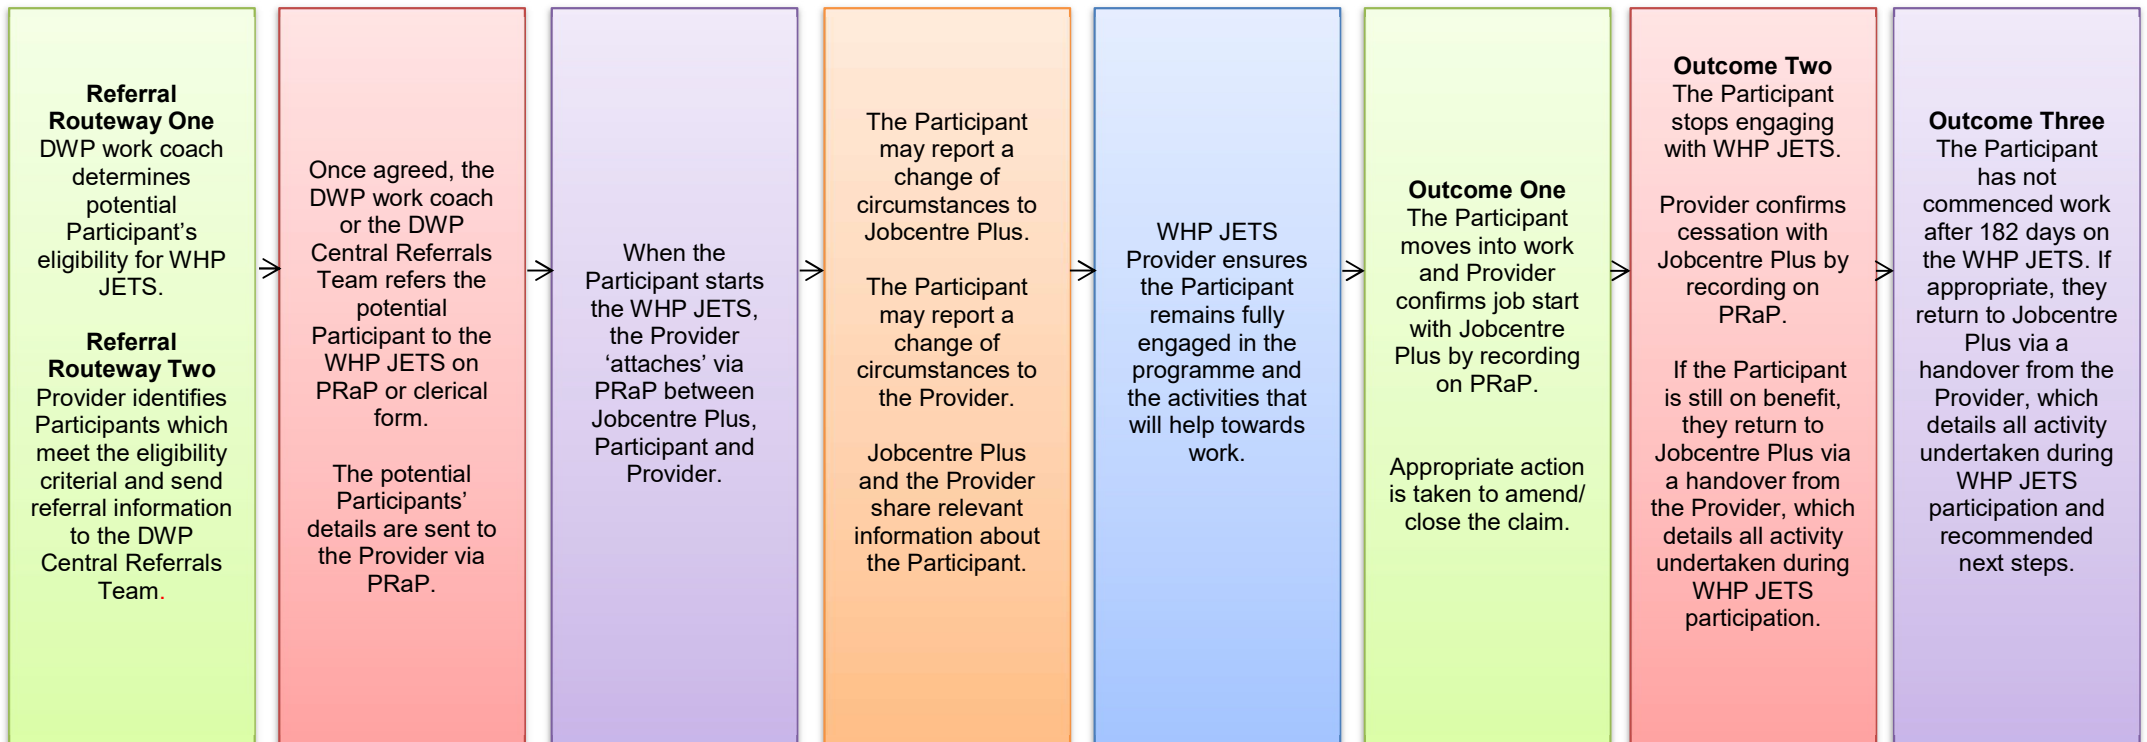 Referral
Routeway One
DWP work coach
determines
potential
Participant’s
eligibility for WHP
JETS.
Referral
Routeway Two
Provider identifies
Participants which
meet the eligibility
criterial and send
referral information
to the DWP
Central Referrals
Team.
Once agreed, the
DWP work coach
or the DWP
Central Referrals
Team refers the
potential
Participant to the
WHP JETS on
PRaP or clerical
form.
The potential
Participants’
details are sent to
the Provider via
PRaP.
When the
Participant starts
the WHP JETS,
the Provider
‘attaches’ via
PRaP between
Jobcentre Plus,
Participant and
Provider.
The Participant
may report a
change of
circumstances to
Jobcentre Plus.
The Participant
may report a
change of
circumstances to
the Provider.
Jobcentre Plus
and the Provider
share relevant
information about
the Participant.
WHP JETS
Provider ensures
the Participant
remains fully
engaged in the
programme and
the activities that
will help towards
work.
Outcome One
The Participant
moves into work
and Provider
confirms job start
with Jobcentre
Plus by recording
on PRaP.
Appropriate action
is taken to amend/
close the claim.
Outcome Two
The Participant
stops engaging
with WHP JETS.
Provider confirms
cessation with
Jobcentre Plus by
recording on
PRaP.
If the Participant
is still on benefit,
they return to
Jobcentre Plus via
a handover from
the Provider, which
details all activity
undertaken during
WHP JETS
participation.
Outcome Three
The Participant
has not
commenced work
after 182 days on
the WHP JETS. If
appropriate, they
return to Jobcentre
Plus via a
handover from the
Provider, which
details all activity
undertaken during
WHP JETS
participation and
recommended
next steps.